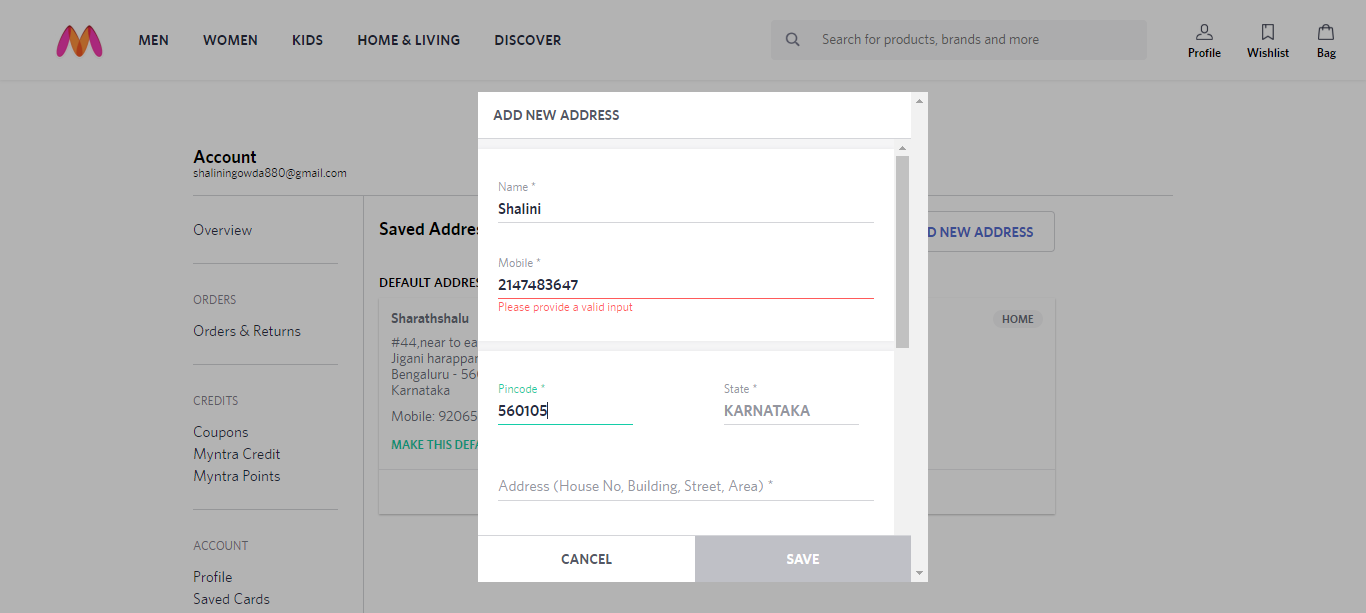 MEN WOMEN KIDS HOME & LIVING DISCOVER Search for products, brands and more Profile Wishlist Bag
Account
shaliningowda880@gmail.com
Overview
ORDERS
Orders & Returns
CREDITS
Coupons
Myntra Credit
Myntra Points
ACCOUNT
Profile
Saved Cards
Saved Addre
NEW ADDRESS
DEFAULT ADDRE
Sharathshalu
HOME
#44,near to ea
Jigani harappan
Bengaluru - 56
Karnataka
Mobile: 92065
MAKE THIS DEFA
ADD NEW ADDRESS
Name *
Shalini
Mobile *
2147483647
Please provide a valid input
Pincode * State *
560105 KARNATAKA
Address (House No, Building, Street, Area) *
CANCEL SAVE